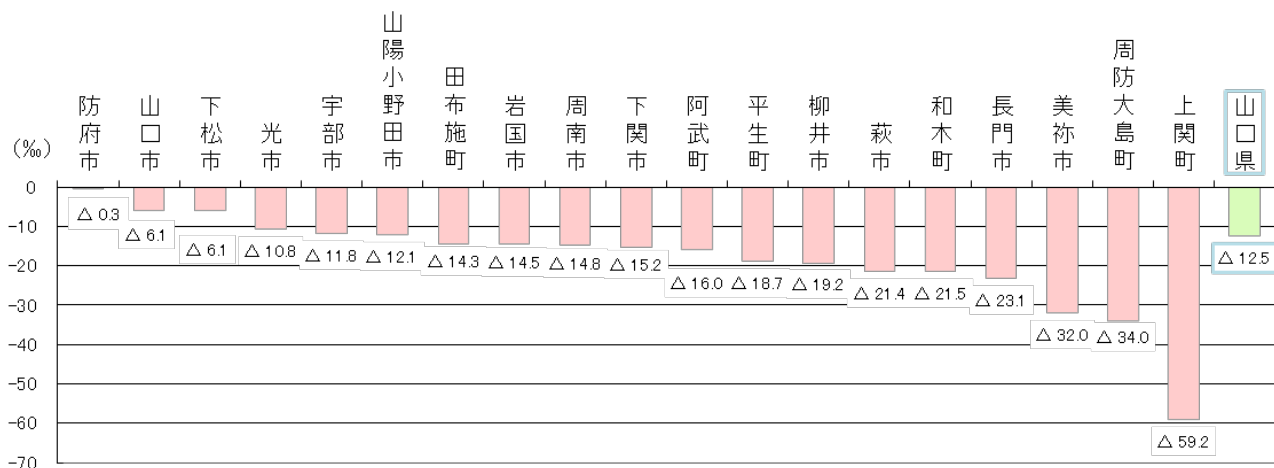 防府市
山口市
下松市
光市
宇部市
山陽小野田市
田布施町
岩国市
周南市
下関市
阿武町
平生町
柳井市
萩市
和木町
長門市
美祢市
周防大島町
上関町
山口県
(‰)
0
-10
-20
-30
-40
-50
-60
-70
△ 0.3
△ 6.1
△ 6.1
△ 10.8
△ 11.8
△ 12.1
△ 14.3
△ 14.5
△ 14.8
△ 15.2
△ 16.0
△ 18.7
△ 19.2
△ 21.4
△ 21.5
△ 23.1
△ 32.0
△ 34.0
△ 59.2
△ 12.5